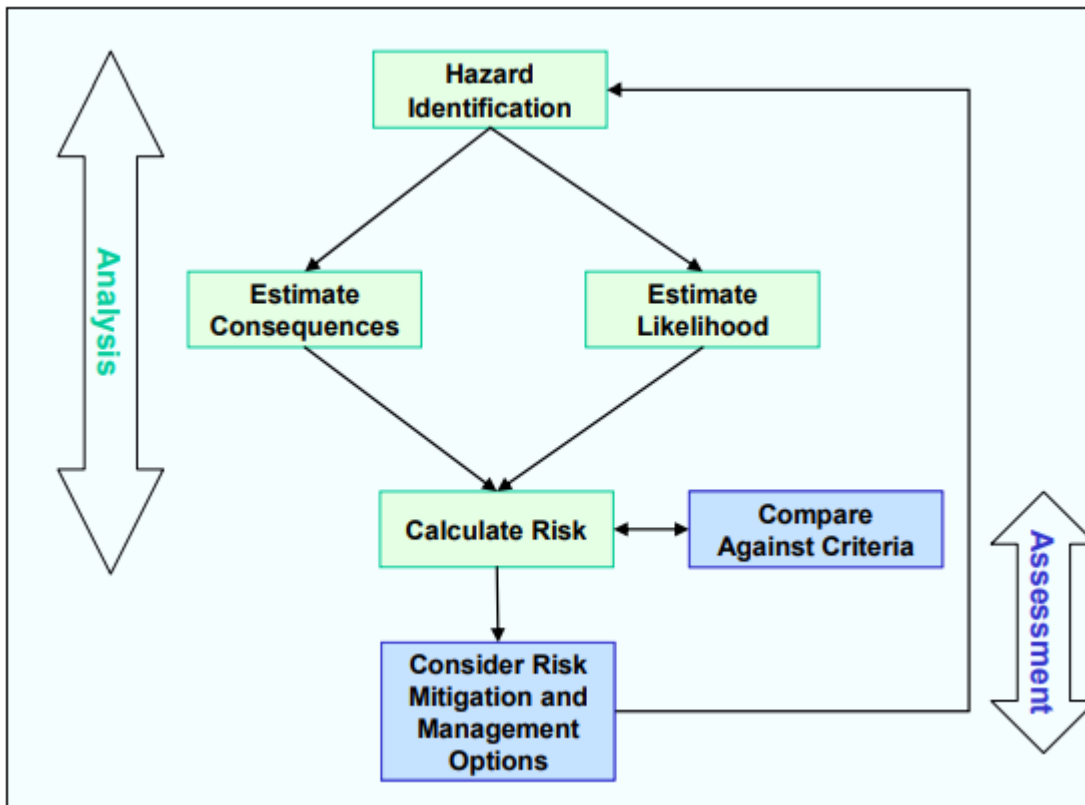 Hazard
Identification
Analysis
Estimate
Consequences
Estimate
Likelihood
Calculate Risk
Compare
Against Criteria
Assessment
Consider Risk
Mitigation and
Management
Options